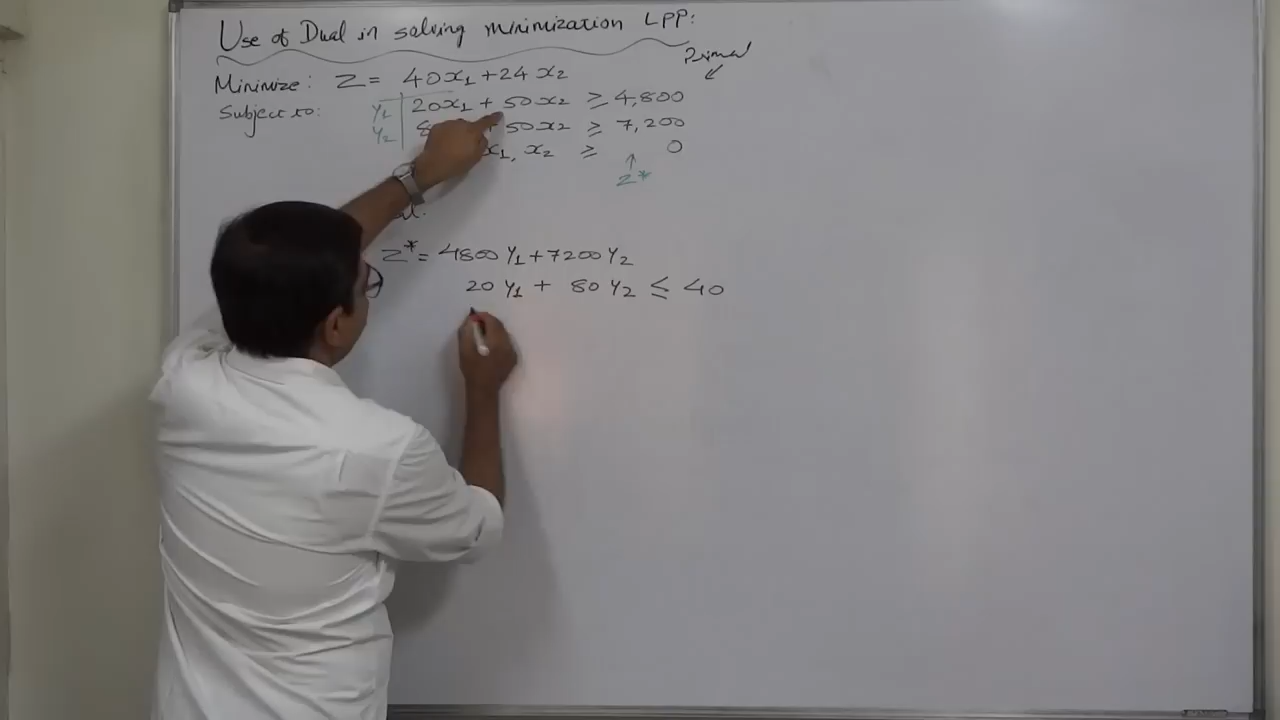 Use of Dual in solving minimization LPP:
Primal
Minimize: Z = 40x₁ + 24x₂
Subject to: y₁ 20x₁ + 50x₂ ≥ 4,800
y₂ 8 + 50x₂ ≥ 7,200
x₁, x₂ ≥ 0
Z*
Z* = 4800 y₁ + 7200 y₂
20 y₁ + 80 y₂ ≤ 40